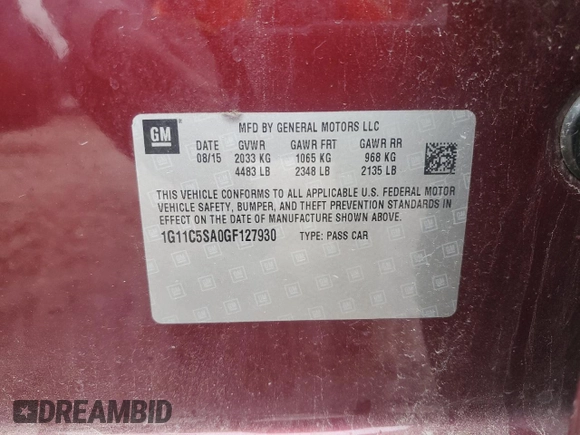 GM
MFD BY GENERAL MOTORS LLC
DATE GVWR GAWR FRT GAWR RR
08/15 2033 KG 1065 KG 968 KG
4483 LB 2348 LB 2135 LB
THIS VEHICLE CONFORMS TO ALL APPLICABLE U.S. FEDERAL MOTOR
VEHICLE SAFETY, BUMPER, AND THEFT PREVENTION STANDARDS IN
EFFECT ON THE DATE OF MANUFACTURE SHOWN ABOVE.
1G11C5SA0GF127930 TYPE: PASS CAR
DREAMBID